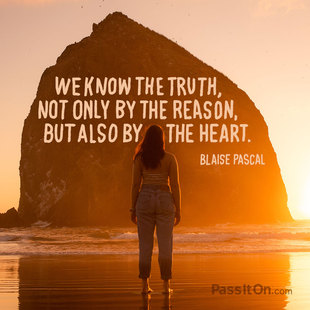 WE KNOW THE TRUTH,
NOT ONLY BY THE REASON,
BUT ALSO BY THE HEART.
BLAISE PASCAL
PassItOn.com